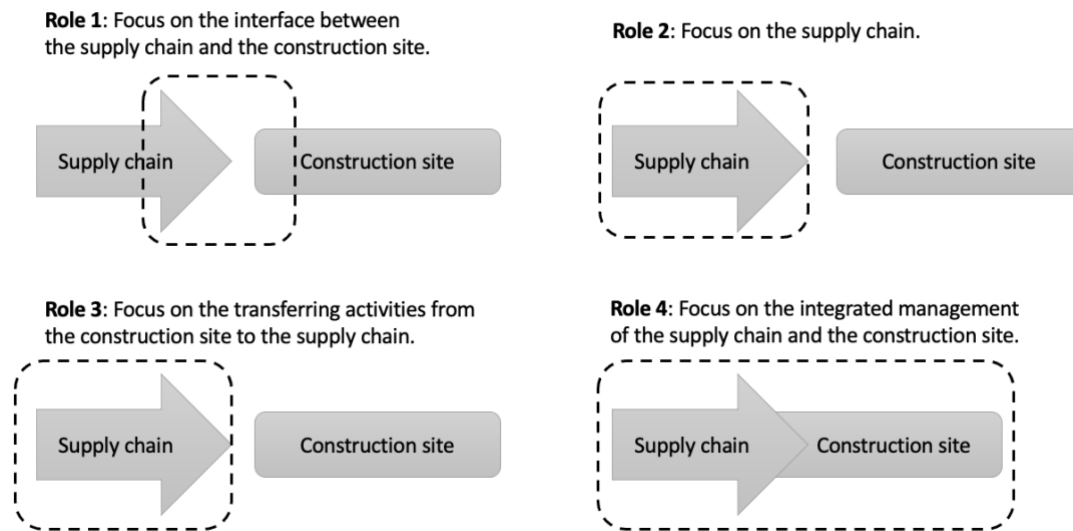 Role 1: Focus on the interface between
the supply chain and the construction site.
Supply chain
Construction site
Role 2: Focus on the supply chain.
Supply chain
Construction site
Role 3: Focus on the transferring activities from
the construction site to the supply chain.
Supply chain
Construction site
Role 4: Focus on the integrated management
of the supply chain and the construction site.
Supply chain
Construction site